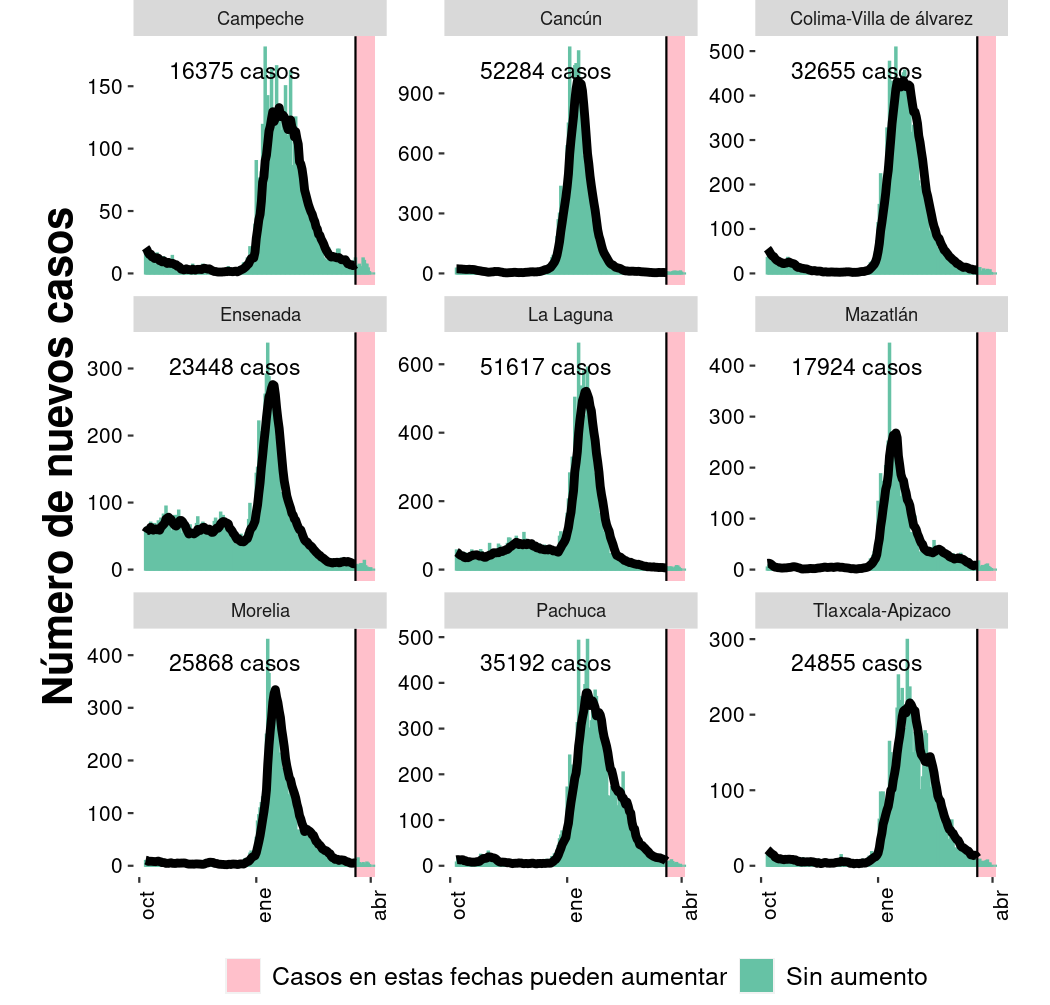 Número de nuevos casos
Campeche
Cancún
Colima-Villa de álvarez
16375 casos
52284 casos
32655 casos
150
100
50
0
900
600
300
0
500
400
300
200
100
0
Ensenada
La Laguna
Mazatlán
23448 casos
51617 casos
17924 casos
300
200
100
0
600
400
200
0
400
300
200
100
0
Morelia
Pachuca
Tlaxcala-Apizaco
25868 casos
35192 casos
24855 casos
400
300
200
100
0
500
400
300
200
100
0
300
200
100
0
oct
ene
abr
oct
ene
abr
oct
ene
abr
Casos en estas fechas pueden aumentar
Sin aumento